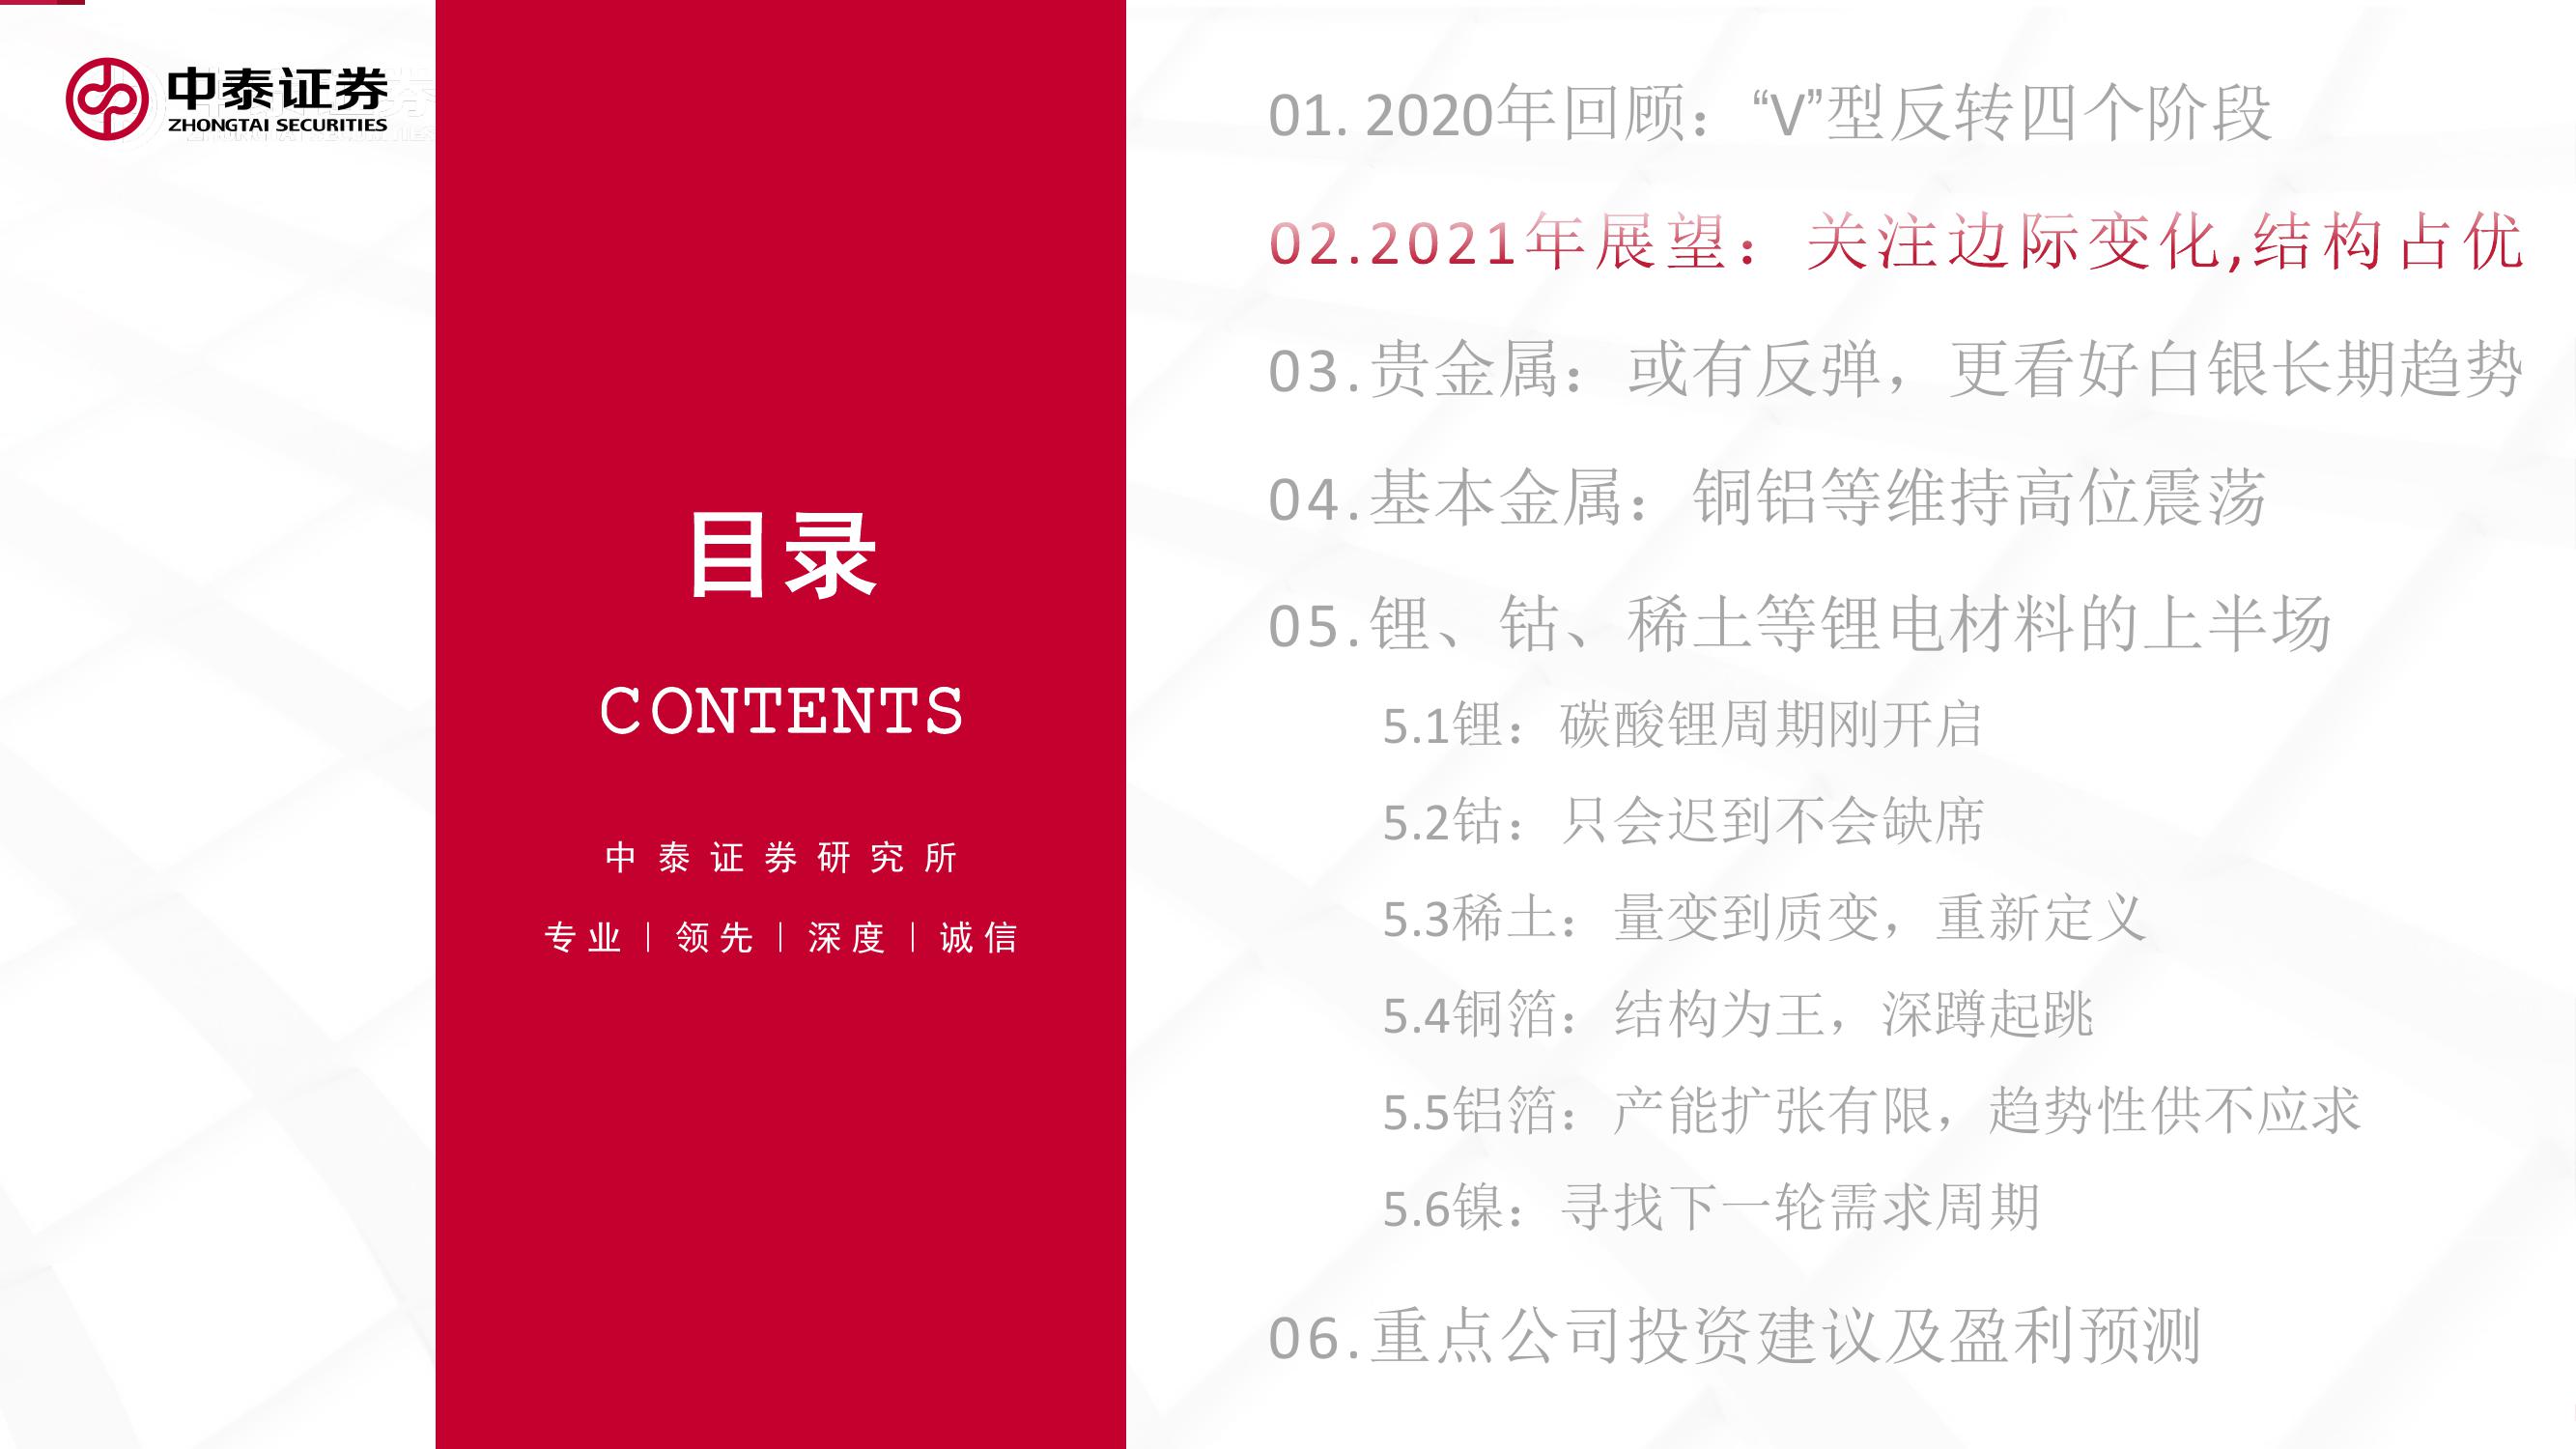 中泰证券
ZHONGTAI SECURITIES
目录
CONTENTS
中泰证券研究所
专业|领先|深度|诚信
01. 2020年回顾：“V”型反转四个阶段
02.2021年展望：关注边际变化,结构占优
03.贵金属：或有反弹，更看好白银长期趋势
04.基本金属：铜铝等维持高位震荡
05.锂、钴、稀土等锂电材料的上半场
5.1锂：碳酸锂周期刚开启
5.2钴：只会迟到不会缺席
5.3稀土：量变到质变，重新定义
5.4铜箔：结构为王，深蹲起跳
5.5铝箔：产能扩张有限，趋势性供不应求
5.6镍：寻找下一轮需求周期
06.重点公司投资建议及盈利预测